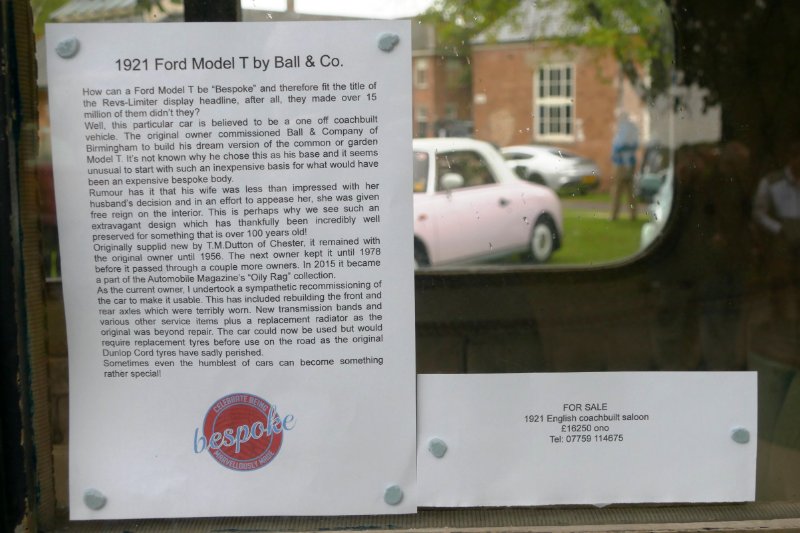 1921 Ford Model T by Ball & Co.
How can a Ford Model T be "Bespoke" and therefore fit the title of
the Revs-Limiter display headline, after all, they made over 15
million of them didn't they?
Well, this particular car is believed to be a one off coachbuilt
vehicle. The original owner commissioned Ball & Company of
Birmingham to build his dream version of the common or garden
Model T. It's not known why he chose this as his base and it seems
unusual to start with such an inexpensive basis for what would have
been an expensive bespoke body.
Rumour has it that his wife was less than impressed with her
husband's decision and in an effort to appease her, she was given
free reign on the interior. This is perhaps why we see such an
extravagant design which has thankfully been incredibly well
preserved for something that is over 100 years old!
Originally supplid new by T.M.Dutton of Chester, it remained with
the original owner until 1956. The next owner kept it until 1978
before it passed through a couple more owners. In 2015 it became
a part of the Automobile Magazine's "Oily Rag" collection.
As the current owner, I undertook a sympathetic recommissioning of
the car to make it usable. This has included rebuilding the front and
rear axles which were terribly worn. New transmission bands and
various other service items plus a replacement radiator as the
original was beyond repair. The car could now be used but would
require replacement tyres before use on the road as the original
Dunlop Cord tyres have sadly perished.
Sometimes even the humblest of cars can become something
rather special!
CELEBRATE BEING
bespoke
MARVELLOUSLY MADE
FOR SALE
1921 English coachbuilt saloon
£16250 ono
Tel: 07759 114675